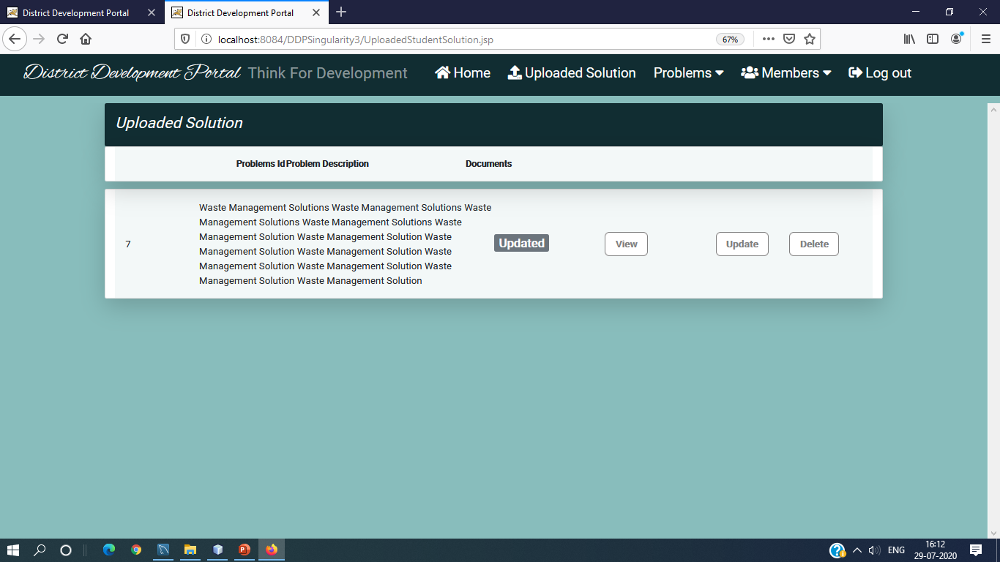 District Development Portal
District Development Portal
localhost:8084/DDPSingularity3/UploadedStudentSolution.jsp
67%
District Development Portal Think For Development Home Uploaded Solution Problems Members Log out
Uploaded Solution
Problems Id Problem Description Documents
Waste Management Solutions Waste Management Solutions Waste
Management Solutions Waste Management Solutions Waste
Management Solution Waste Management Solution Waste
7 Updated View Update Delete
Management Solution Waste Management Solution Waste
Management Solution Waste Management Solution Waste
Management Solution Waste Management Solution
ENG
16:12
29-07-2020